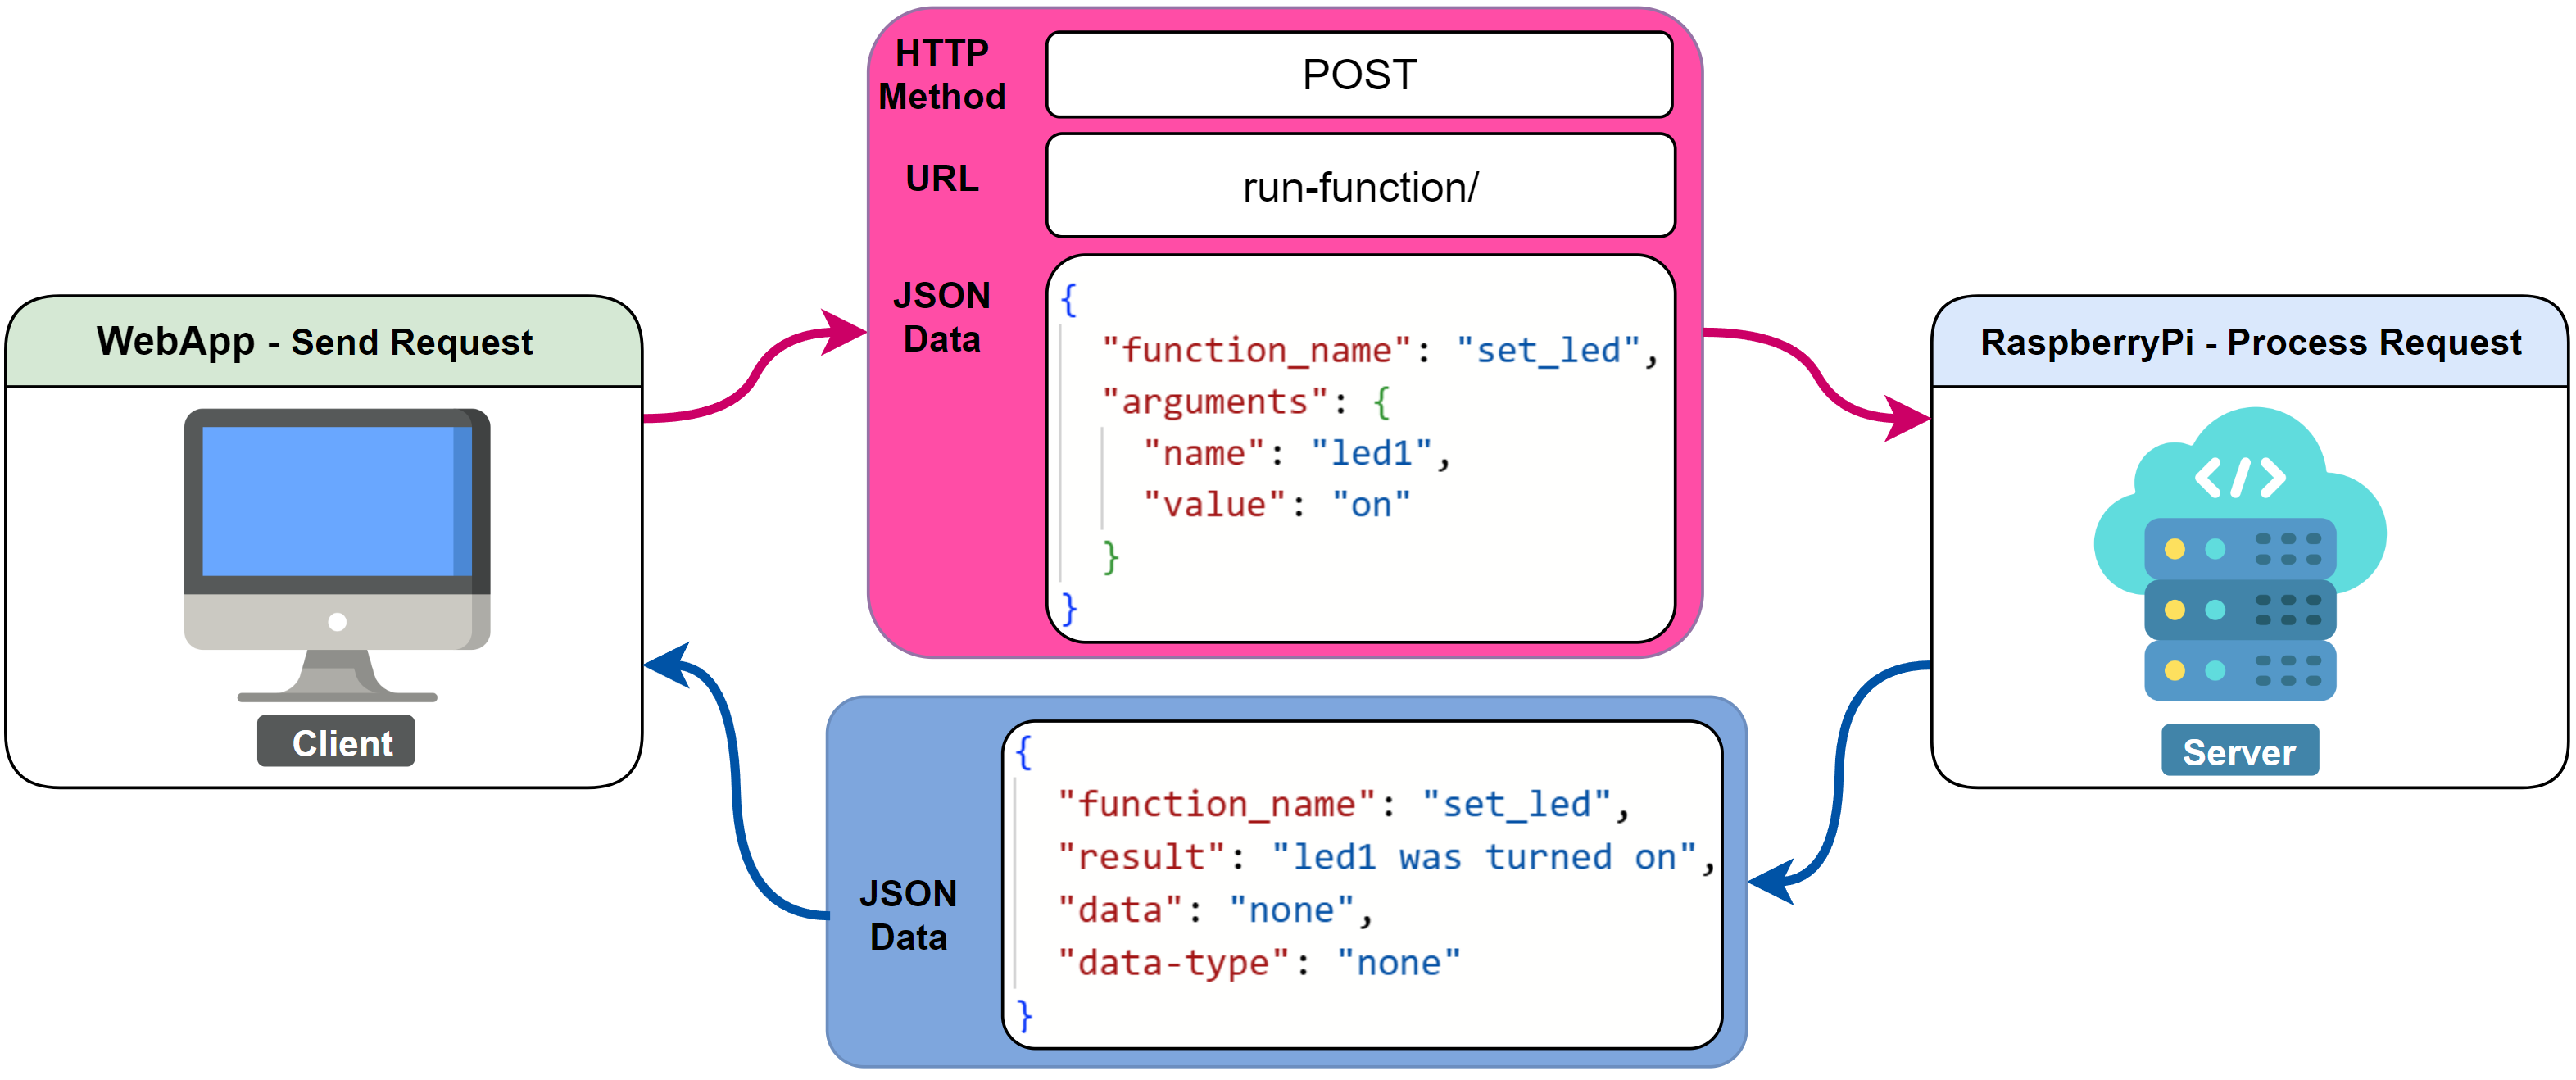 HTTP
Method
POST
URL
run-function/
JSON
Data
{
"function_name": "set_led",
"arguments": {
"name": "led1",
"value": "on"
}
}
WebApp - Send Request
Client
RaspberryPi - Process Request
</>
Server
JSON
Data
{
"function_name": "set_led",
"result": "led1 was turned on",
"data": "none",
"data-type": "none"
}